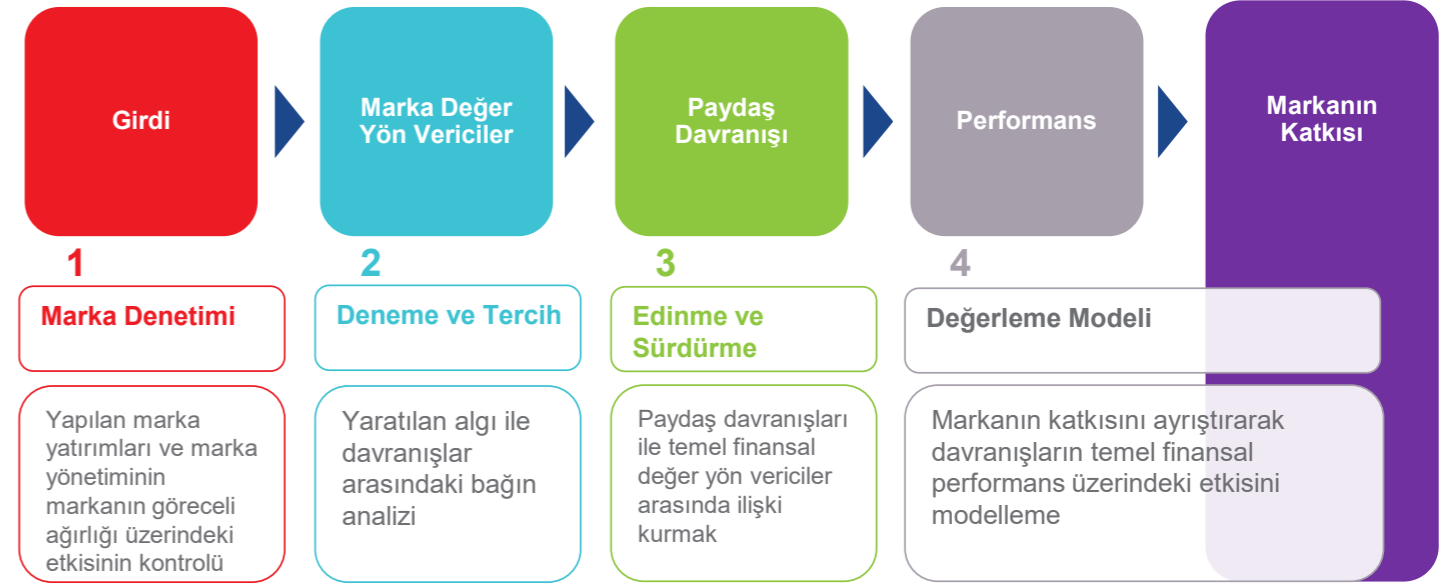 Girdi
Marka Değer
Yön Vericiler
Paydaş
Davranışı
Performans
Markanın
Katkısı
1
2
3
4
Marka Denetimi
Deneme ve Tercih
Edinme ve
Sürdürme
Değerleme Modeli
Yapılan marka
yatırımları ve marka
yönetiminin
markanın göreceli
ağırlığı üzerindeki
etkisinin kontrolü
Yaratılan algı ile
davranışlar
arasındaki bağın
analizi
Paydaş davranışları
ile temel finansal
değer yön vericiler
arasında ilişki
kurmak
Markanın katkısını ayrıştırarak
davranışların temel finansal
performans üzerindeki etkisini
modelleme